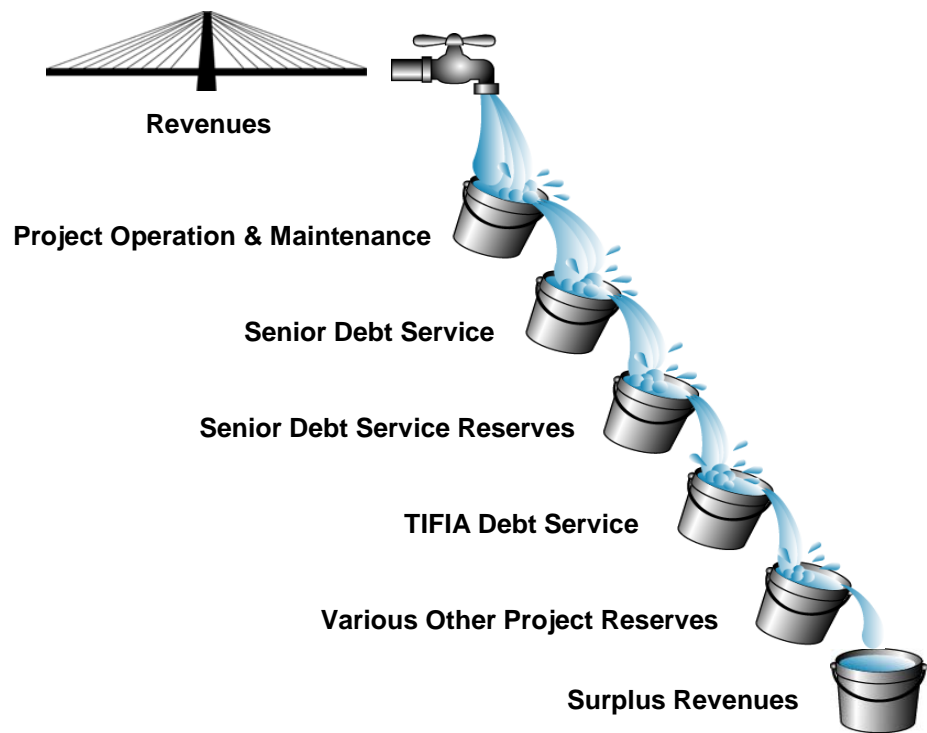 Revenues
Project Operation & Maintenance
Senior Debt Service
Senior Debt Service Reserves
TIFIA Debt Service
Various Other Project Reserves
Surplus Revenues